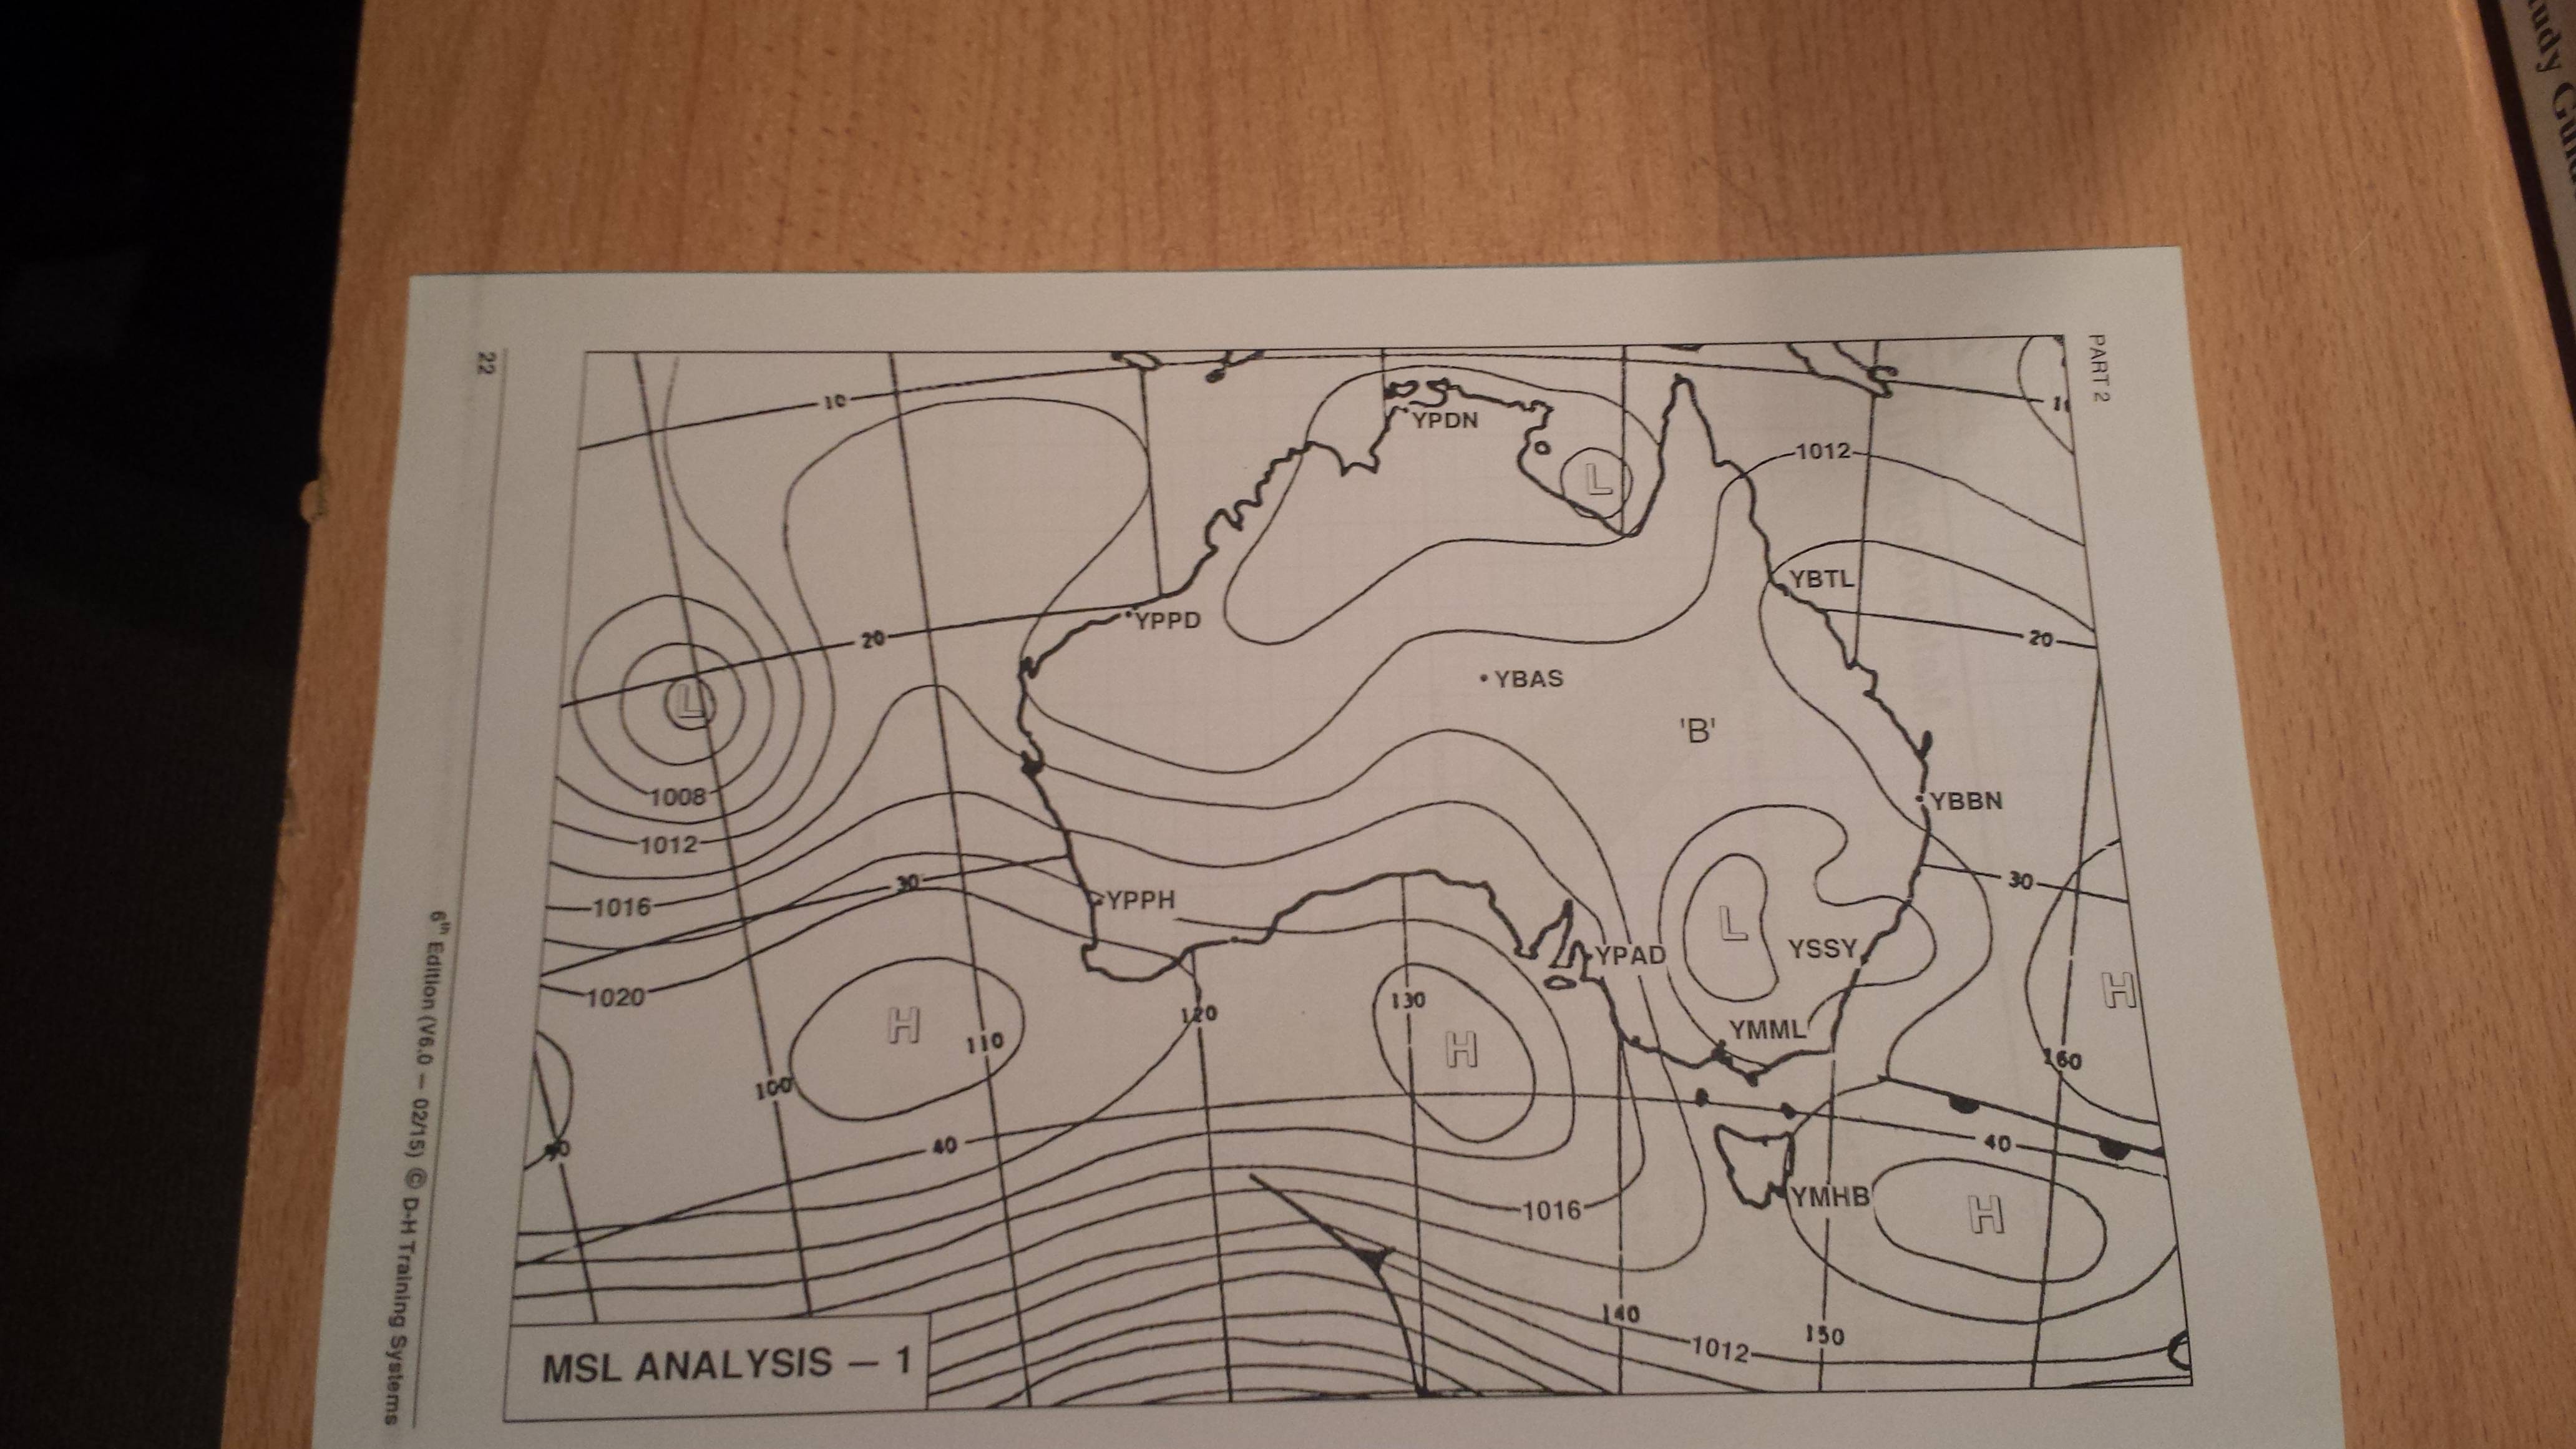 PART 2
10
YPDN
1012
L
YBTL
YPPD
20
20
L
YBAS
'B'
1008
YBBN
1012
30
30
1016
YPPH
L
YSSY
YPAD
1020
H
H
130
120
110
H
YMML
160
100
40
40
1016
YMHB
H
140
150
1012
MSL ANALYSIS – 1
22
6th Edition (V6.0 – 02/15) © D-H Training Systems